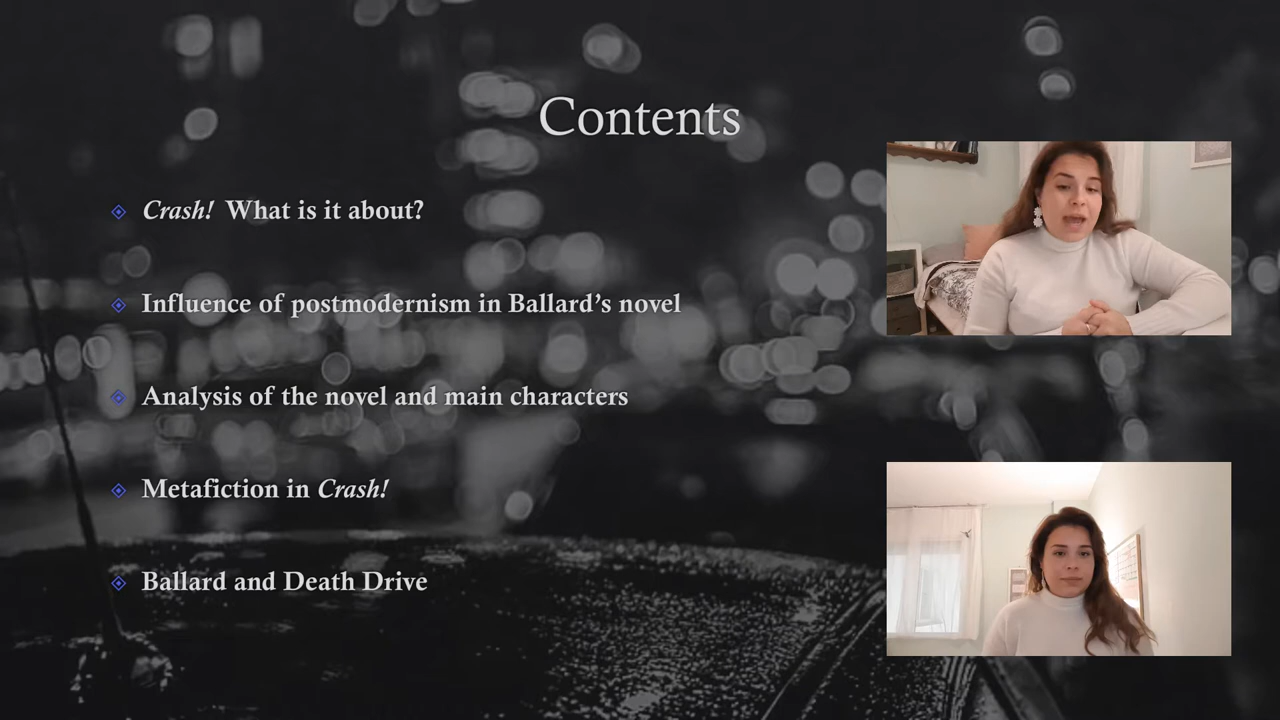 Contents
Crash! What is it about?
Influence of postmodernism in Ballard’s novel
Analysis of the novel and main characters
Metafiction in Crash!
Ballard and Death Drive